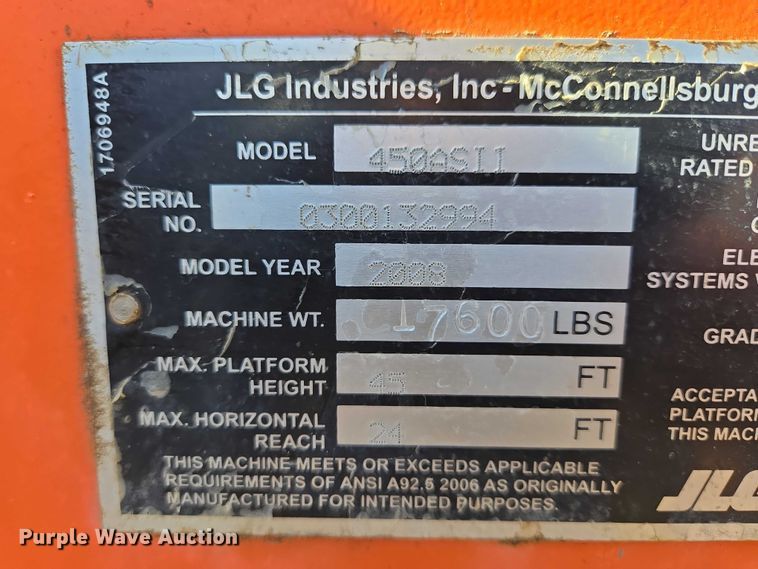 1706948A
JLG Industries, Inc - McConnellsburg
MODEL 450ASII
SERIAL NO. 0300132994
MODEL YEAR 2008
MACHINE WT. C17600 LBS
MAX. PLATFORM HEIGHT 45 FT
MAX. HORIZONTAL REACH 24 FT
THIS MACHINE MEETS OR EXCEEDS APPLICABLE
REQUIREMENTS OF ANSI A92.5 2006 AS ORIGINALLY
MANUFACTURED FOR INTENDED PURPOSES.
UNRE
RATED
ELE
SYSTEMS V
GRAD
ACCEPTA
PLATFORM
THIS MAC
JLG
Purple Wave Auction